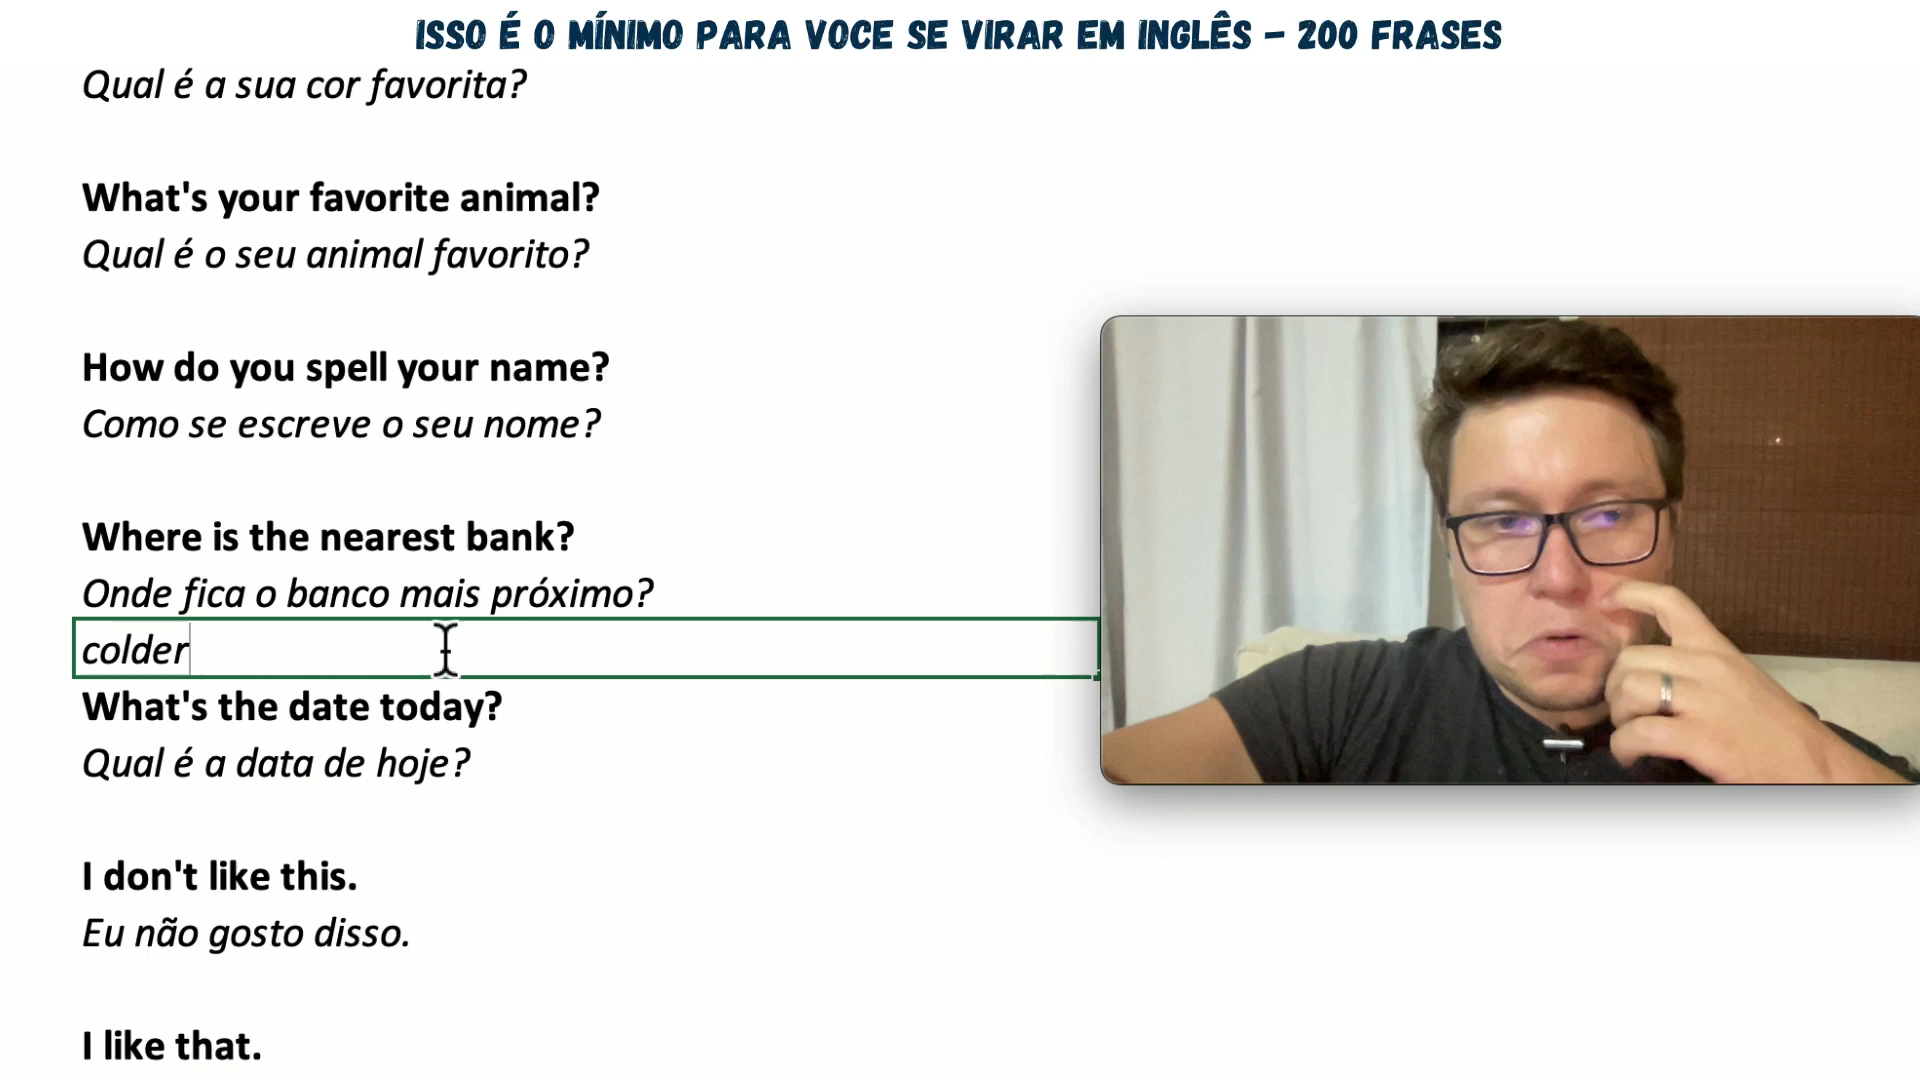 ISSO É O MÍNIMO PARA VOCE SE VIRAR EM INGLÊS – 200 FRASES
Qual é a sua cor favorita?
What's your favorite animal?
Qual é o seu animal favorito?
How do you spell your name?
Como se escreve o seu nome?
Where is the nearest bank?
Onde fica o banco mais próximo?
colder
What's the date today?
Qual é a data de hoje?
I don't like this.
Eu não gosto disso.
I like that.